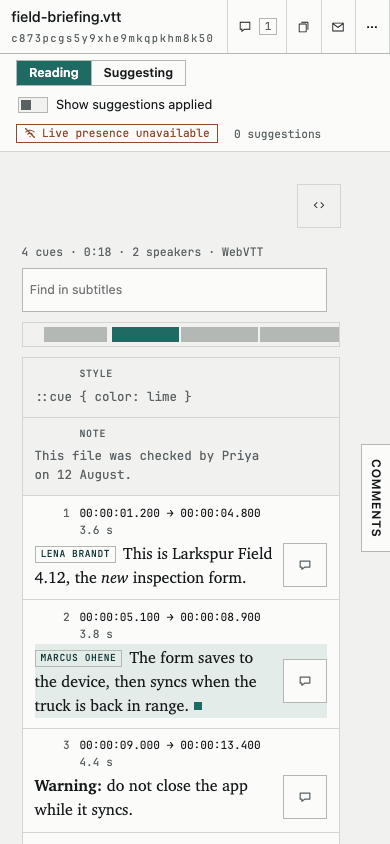 field-briefing.vtt
c873pcgs5y9xhe9mkqpkhm8k50
1
Reading
Suggesting
Show suggestions applied
Live presence unavailable
0 suggestions
4 cues · 0:18 · 2 speakers · WebVTT
Find in subtitles
STYLE
::cue { color: lime }
NOTE
This file was checked by Priya
on 12 August.
COMMENTS
1 00:00:01.200 → 00:00:04.800
3.6 s
LENA BRANDT This is Larkspur Field
4.12, the new inspection form.
2 00:00:05.100 → 00:00:08.900
3.8 s
MARCUS OHENE The form saves to
the device, then syncs when the
truck is back in range.
3 00:00:09.000 → 00:00:13.400
4.4 s
Warning: do not close the app
while it syncs.